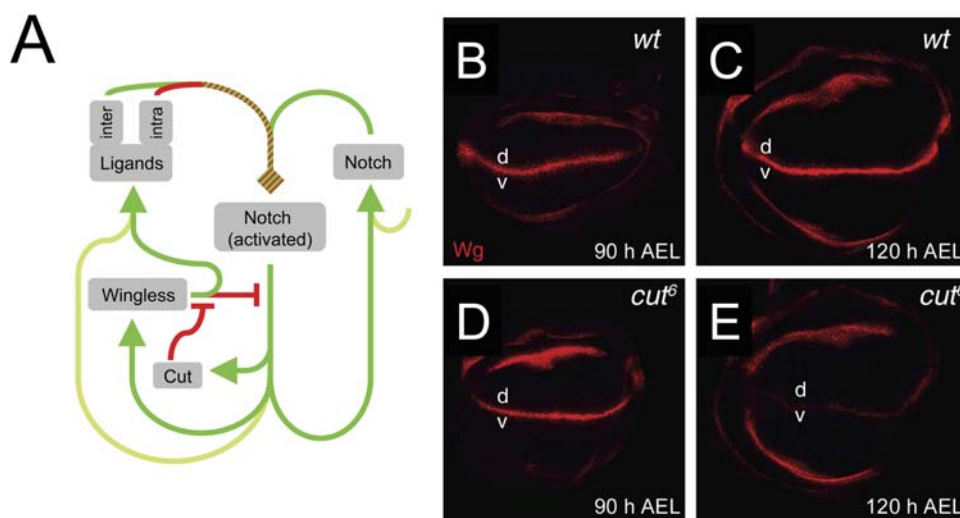 A
inter
intra
Ligands
Notch
Notch
(activated)
Wingless
Cut
B
wt
d
v
Wg
90 h AEL
C
wt
d
v
120 h AEL
D
cut⁶
d
v
90 h AEL
E
cut⁶
d
v
120 h AEL